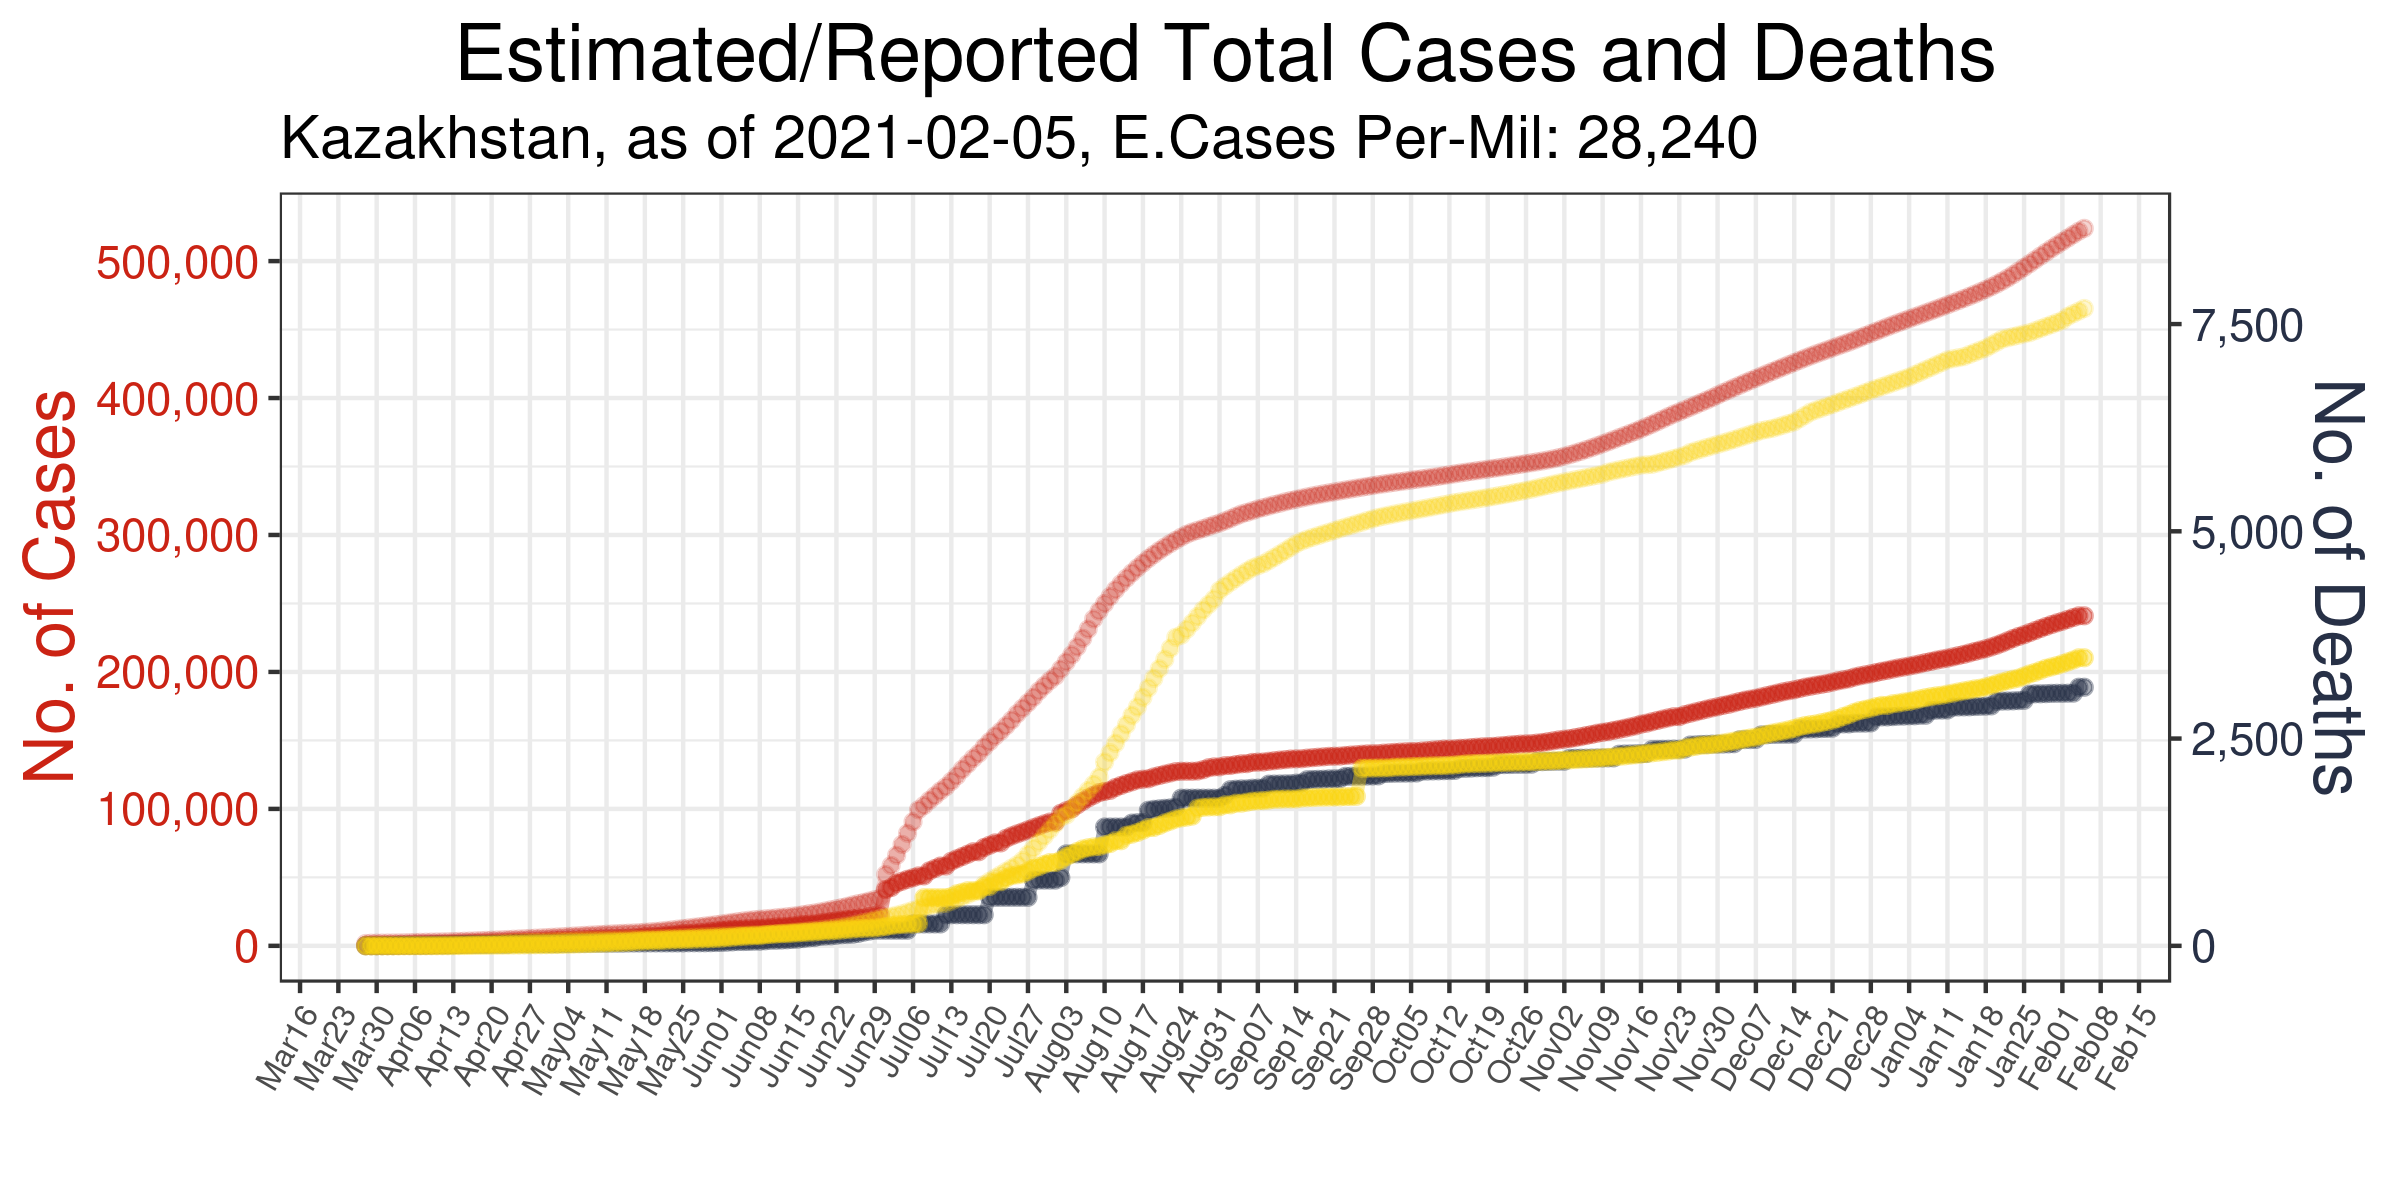 Estimated/Reported Total Cases and Deaths
Kazakhstan, as of 2021-02-05, E.Cases Per-Mil: 28,240
No. of Cases
500,000
400,000
300,000
200,000
100,000
0
7,500
5,000
2,500
0
No. of Deaths
Mar16
Mar23
Mar30
Apr06
Apr13
Apr20
Apr27
May04
May11
May18
May25
Jun01
Jun08
Jun15
Jun22
Jun29
Jul06
Jul13
Jul20
Jul27
Aug03
Aug10
Aug17
Aug24
Aug31
Sep07
Sep14
Sep21
Sep28
Oct05
Oct12
Oct19
Oct26
Nov02
Nov09
Nov16
Nov23
Nov30
Dec07
Dec14
Dec21
Dec28
Jan04
Jan11
Jan18
Jan25
Feb01
Feb08
Feb15